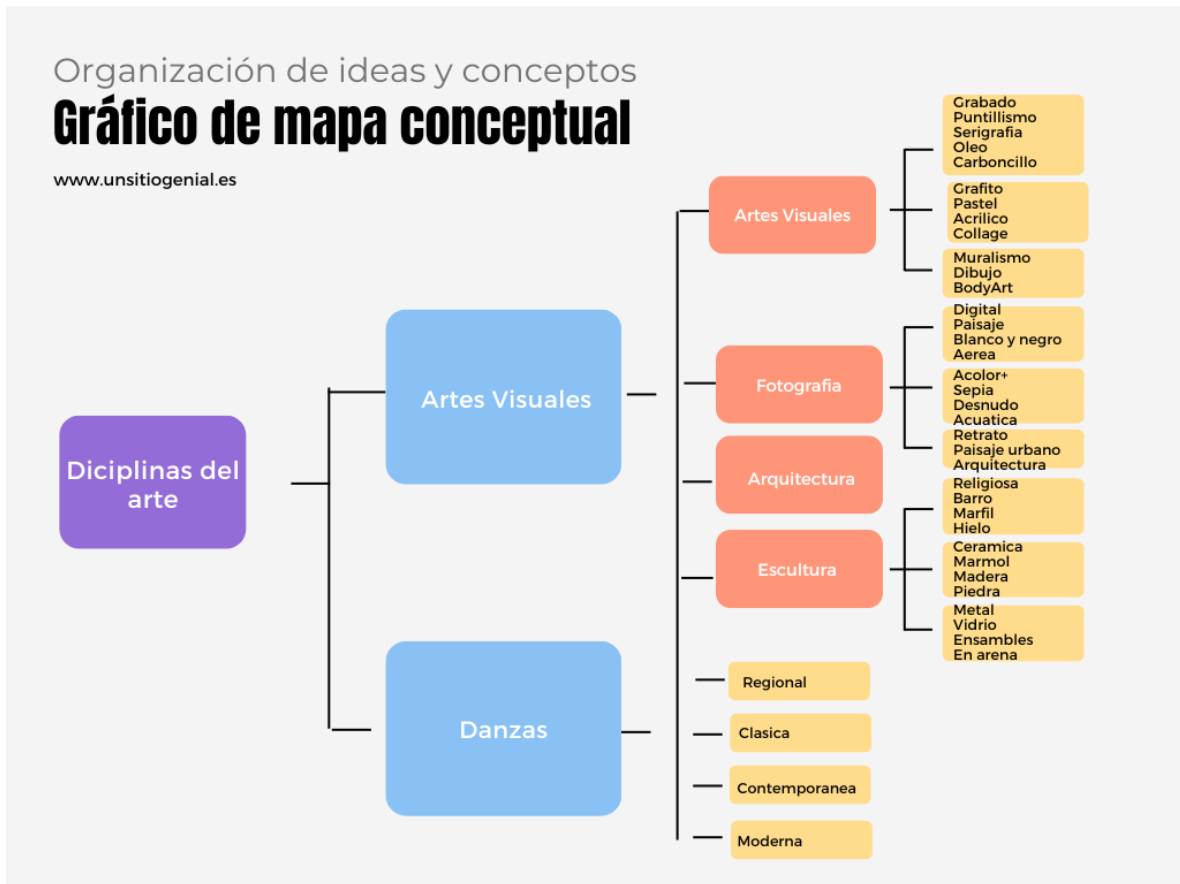 Organización de ideas y conceptos
Gráfico de mapa conceptual
www.unsitiogenial.es
Diciplinas del
arte
Artes Visuales
Danzas
Artes Visuales
Grabado
Puntillismo
Serigrafia
Oleo
Carboncillo
Grafito
Pastel
Acrilico
Collage
Muralismo
Dibujo
BodyArt
Fotografia
Digital
Paisaje
Blanco y negro
Aerea
Acolor+
Sepia
Desnudo
Acuatica
Retrato
Paisaje urbano
Arquitectura
Arquitectura
Escultura
Religiosa
Barro
Marfil
Hielo
Ceramica
Marmol
Madera
Piedra
Metal
Vidrio
Ensambles
En arena
Regional
Clasica
Contemporanea
Moderna